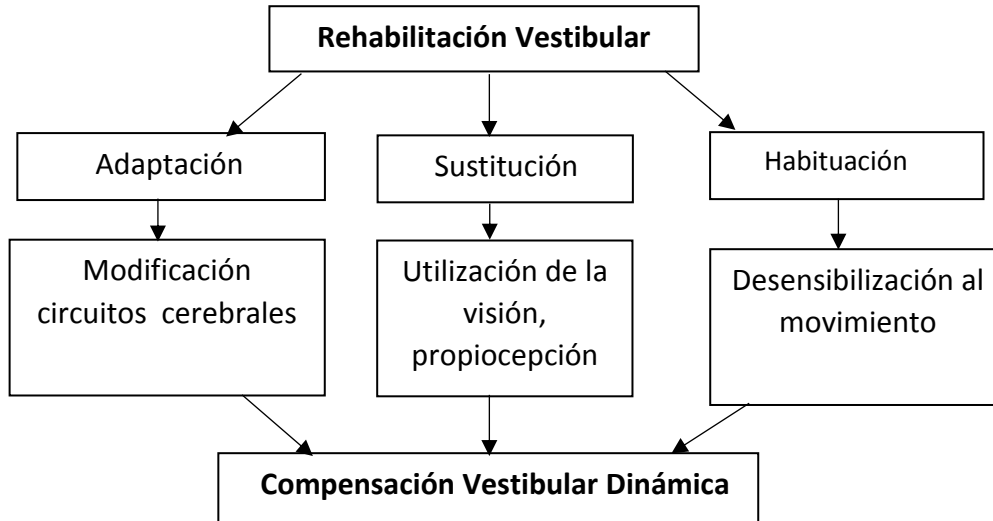 Rehabilitación Vestibular
Adaptación
Sustitución
Habituación
Modificación
circuitos cerebrales
Utilización de la
visión,
propiocepción
Desensibilización al
movimiento
Compensación Vestibular Dinámica